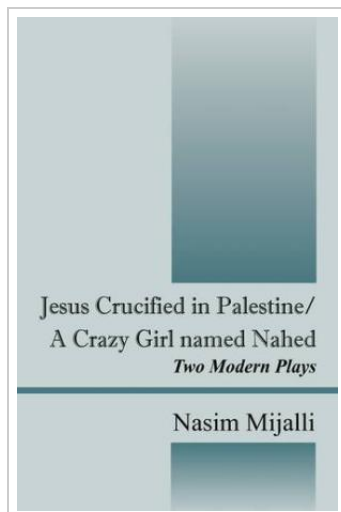 Jesus Crucified in Palestine/
A Crazy Girl named Nahed
Two Modern Plays
Nasim Mijalli